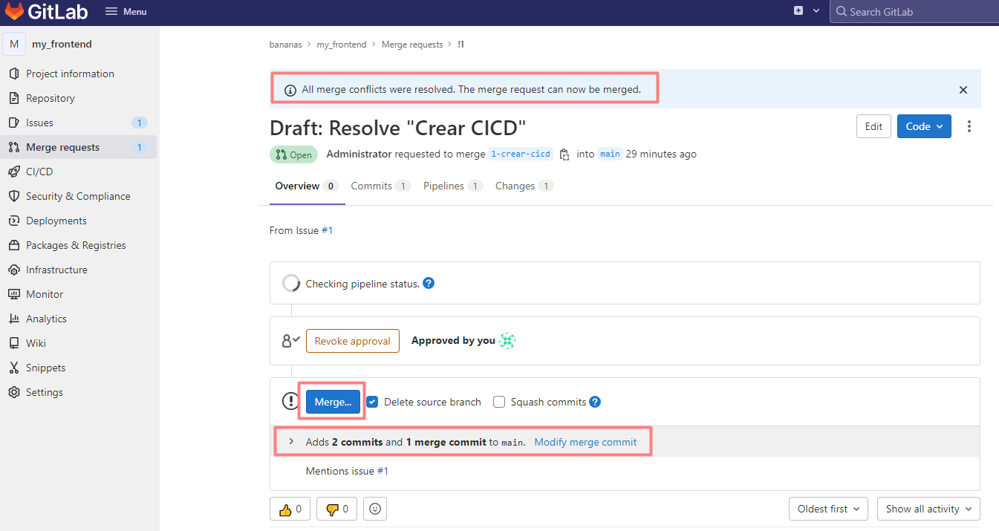 GitLab Menu Search GitLab
M my_frontend
Project information
Repository
Issues 1
Merge requests 1
CI/CD
Security & Compliance
Deployments
Packages & Registries
Infrastructure
Monitor
Analytics
Wiki
Snippets
Settings
bananas > my_frontend > Merge requests > !1
All merge conflicts were resolved. The merge request can now be merged.
Draft: Resolve "Crear CICD" Edit Code
Open Administrator requested to merge 1-crear-cicd into main 29 minutes ago
Overview 0 Commits 1 Pipelines 1 Changes 1
From Issue #1
Checking pipeline status. ?
Revoke approval Approved by you
Merge... Delete source branch Squash commits ?
Adds 2 commits and 1 merge commit to main. Modify merge commit
Mentions issue #1
0 0 Oldest first Show all activity